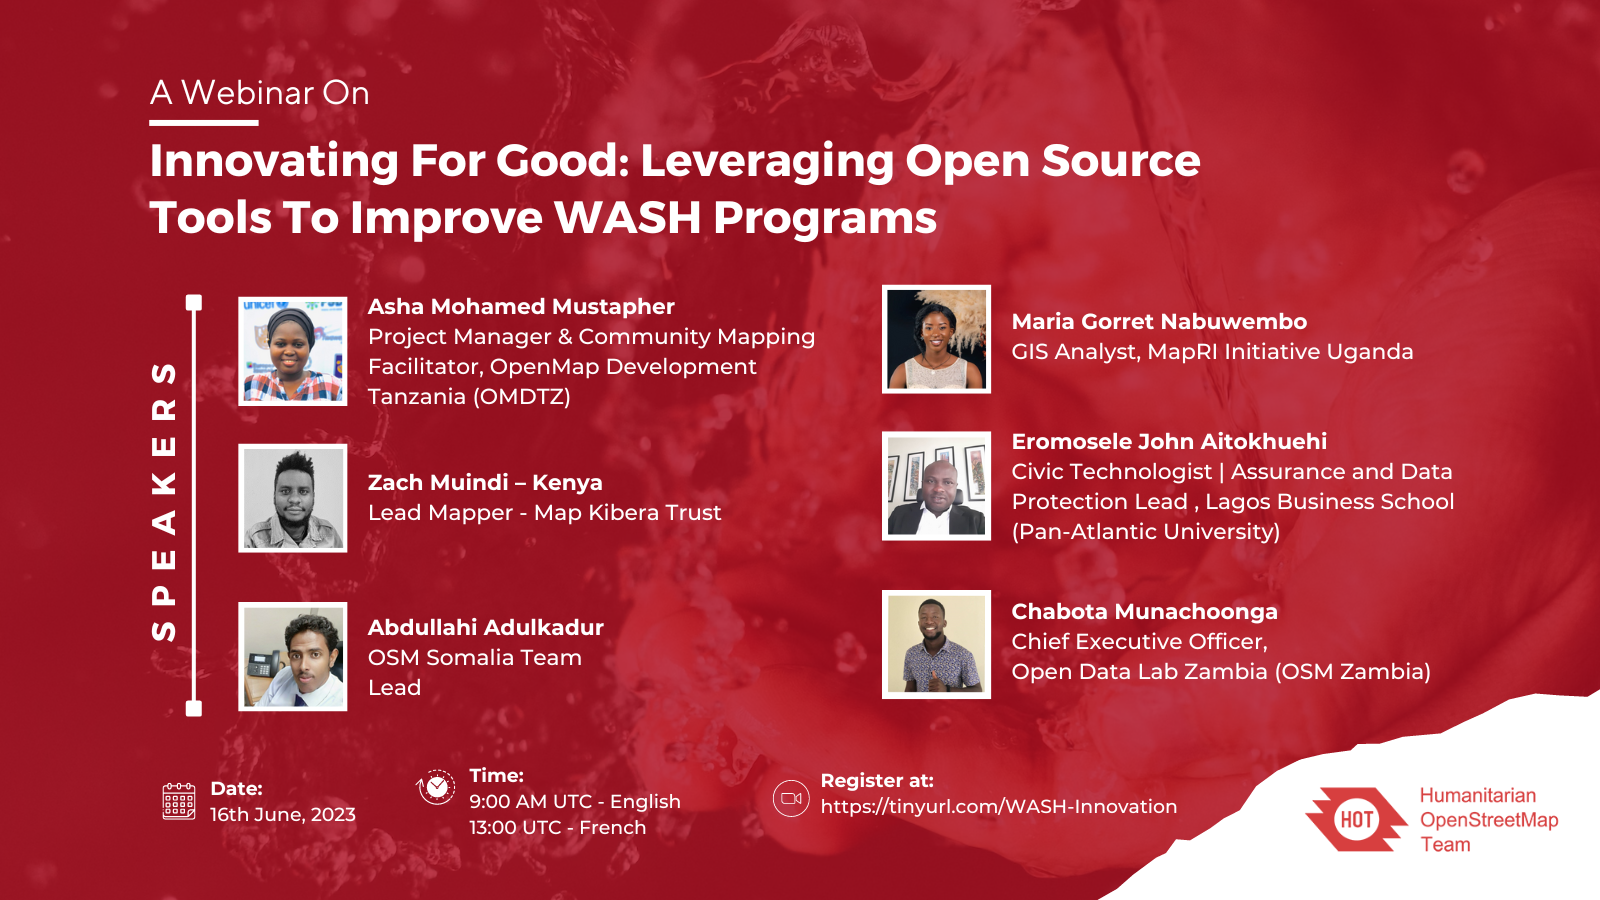 A Webinar On
Innovating For Good: Leveraging Open Source
Tools To Improve WASH Programs
SPEAKERS
unicef
Asha Mohamed Mustapher
Project Manager & Community Mapping
Facilitator, OpenMap Development
Tanzania (OMDTZ)
Zach Muindi – Kenya
Lead Mapper - Map Kibera Trust
Abdullahi Adulkadur
OSM Somalia Team
Lead
Maria Gorret Nabuwembo
GIS Analyst, MapRI Initiative Uganda
Eromosele John Aitokhuehi
Civic Technologist | Assurance and Data
Protection Lead , Lagos Business School
(Pan-Atlantic University)
Chabota Munachoonga
Chief Executive Officer,
Open Data Lab Zambia (OSM Zambia)
Date:
16th June, 2023
Time:
9:00 AM UTC - English
13:00 UTC - French
Register at:
https://tinyurl.com/WASH-Innovation
HOT
Humanitarian
OpenStreetMap
Team